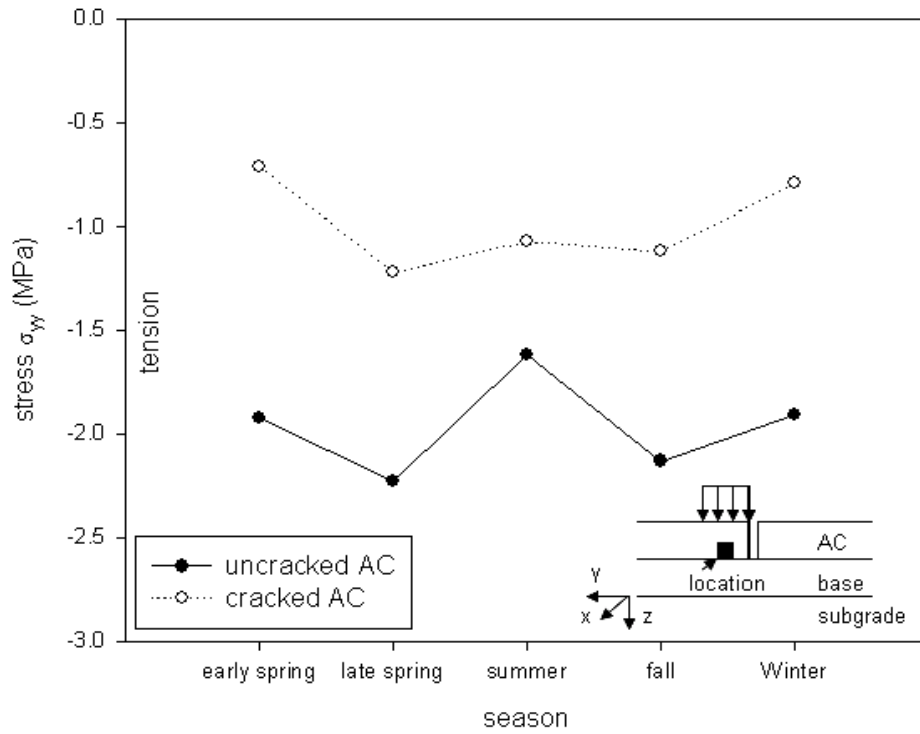 0.0
-0.5
-1.0
-1.5
-2.0
-2.5
-3.0
stress σyy (MPa)
tension
uncracked AC
cracked AC
AC
location
base
subgrade
Y
X
Z
early spring
late spring
summer
fall
Winter
season